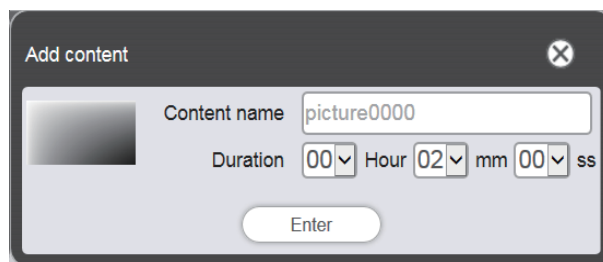 Add content
Content name picture0000
Duration 00 Hour 02 mm 00 ss
Enter